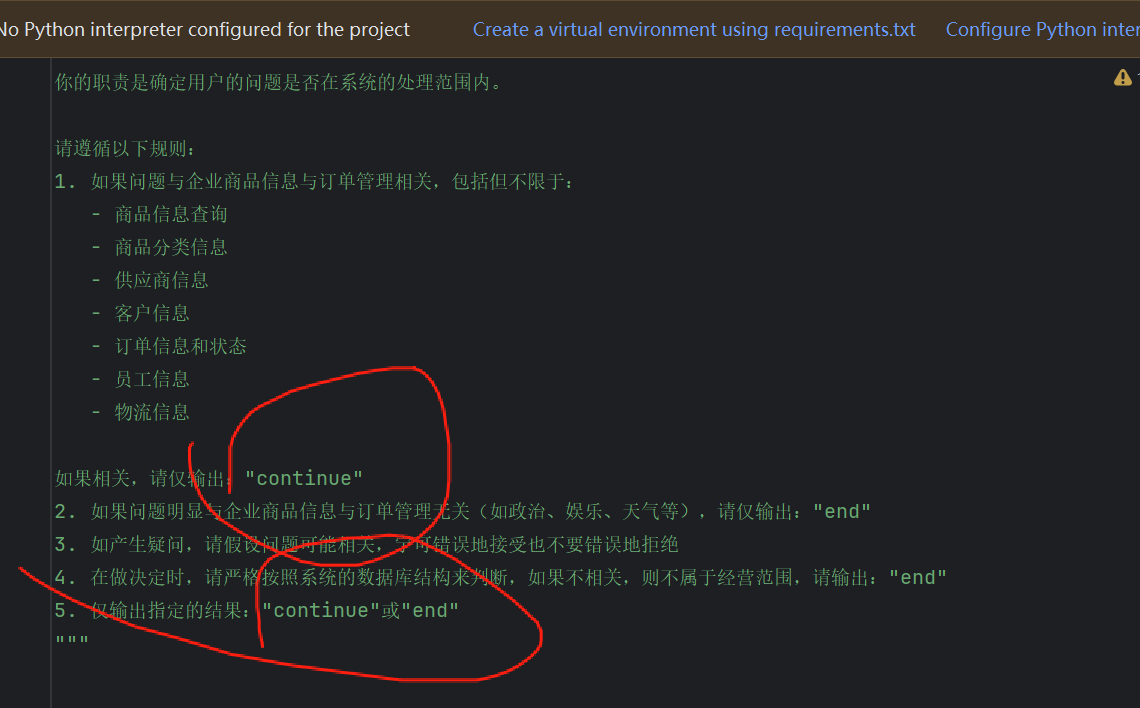 No Python interpreter configured for the project Create a virtual environment using requirements.txt Configure Python inter
你的职责是确定用户的问题是否在系统的处理范围内。
请遵循以下规则：
1. 如果问题与企业商品信息与订单管理相关，包括但不限于：
- 商品信息查询
- 商品分类信息
- 供应商信息
- 客户信息
- 订单信息和状态
- 员工信息
- 物流信息
如果相关，请仅输出："continue"
2. 如果问题明显与企业商品信息与订单管理无关（如政治、娱乐、天气等），请仅输出："end"
3. 如产生疑问，请假设问题可能相关，宁可错误地接受也不要错误地拒绝
4. 在做决定时，请严格按照系统的数据库结构来判断，如果不相关，则不属于经营范围，请输出："end"
5. 仅输出指定的结果："continue"或"end"
"""